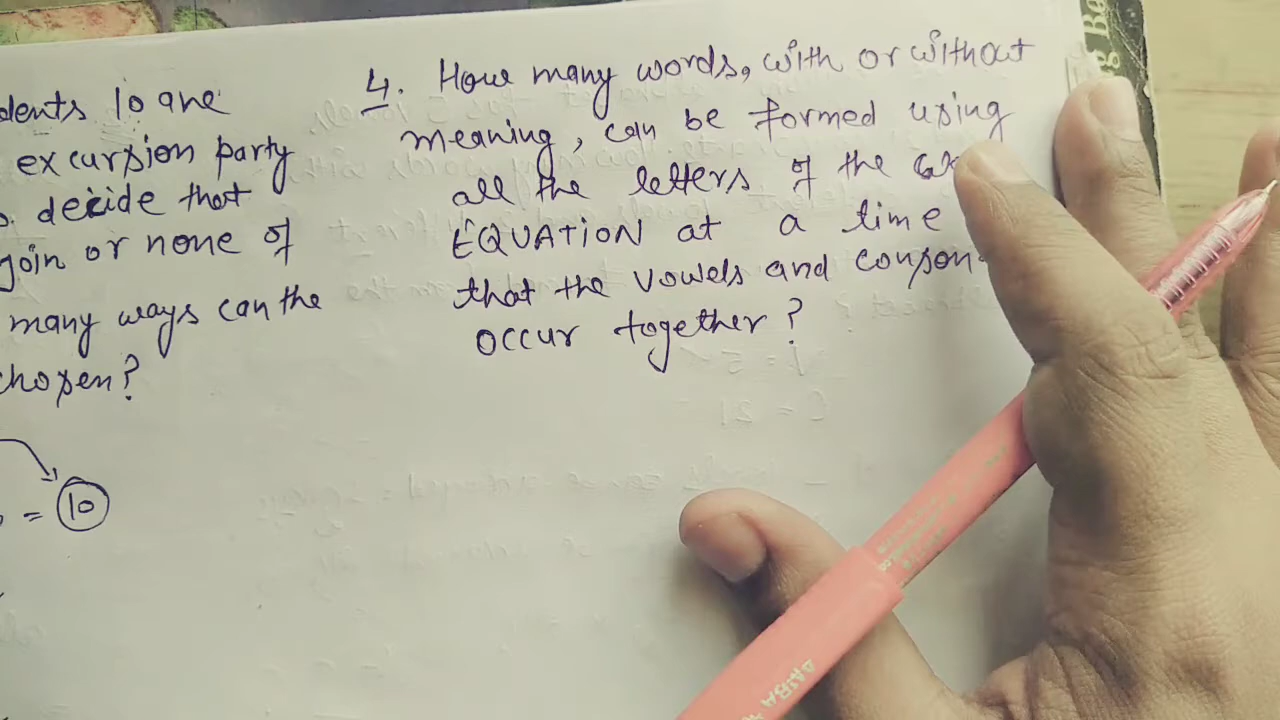 dents 10 are
excursion party
decide that
join or none of
many ways can the
chosen?
= 10
4. How many words, with or without
meaning, can be formed using
all the letters of the
EQUATION at a time
that the vowels and
occur together?